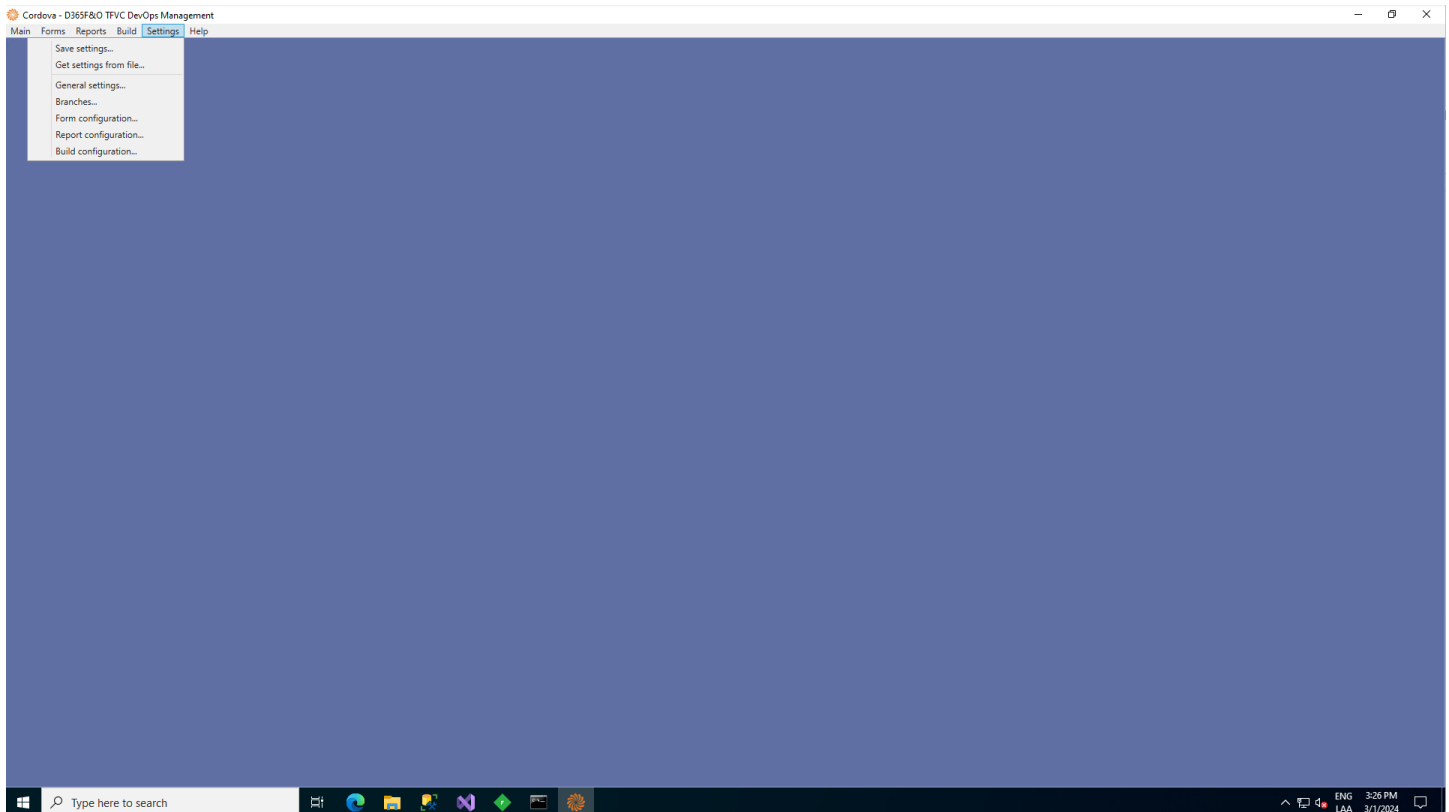 Cordova - D365F&O TFVC DevOps Management
Main Forms Reports Build Settings Help
Save settings...
Get settings from file...
General settings...
Branches...
Form configuration...
Report configuration...
Build configuration...
Type here to search
ENG 3:26 PM
LAA 3/1/2024